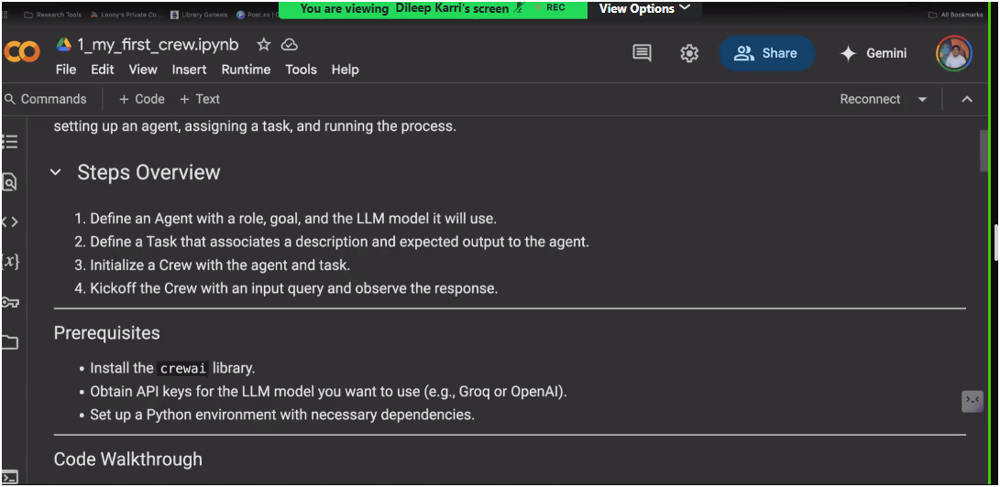 You are viewing Dileep Karri's screen REC View Options
Research Tools Lenny's Private Co... Library Genesis Poet.so | All Bookmarks
CO 1_my_first_crew.ipynb
File Edit View Insert Runtime Tools Help
Share Gemini
Commands + Code + Text Reconnect
setting up an agent, assigning a task, and running the process.
Steps Overview
1. Define an Agent with a role, goal, and the LLM model it will use.
2. Define a Task that associates a description and expected output to the agent.
3. Initialize a Crew with the agent and task.
4. Kickoff the Crew with an input query and observe the response.
Prerequisites
• Install the crewai library.
• Obtain API keys for the LLM model you want to use (e.g., Groq or OpenAI).
• Set up a Python environment with necessary dependencies.
Code Walkthrough